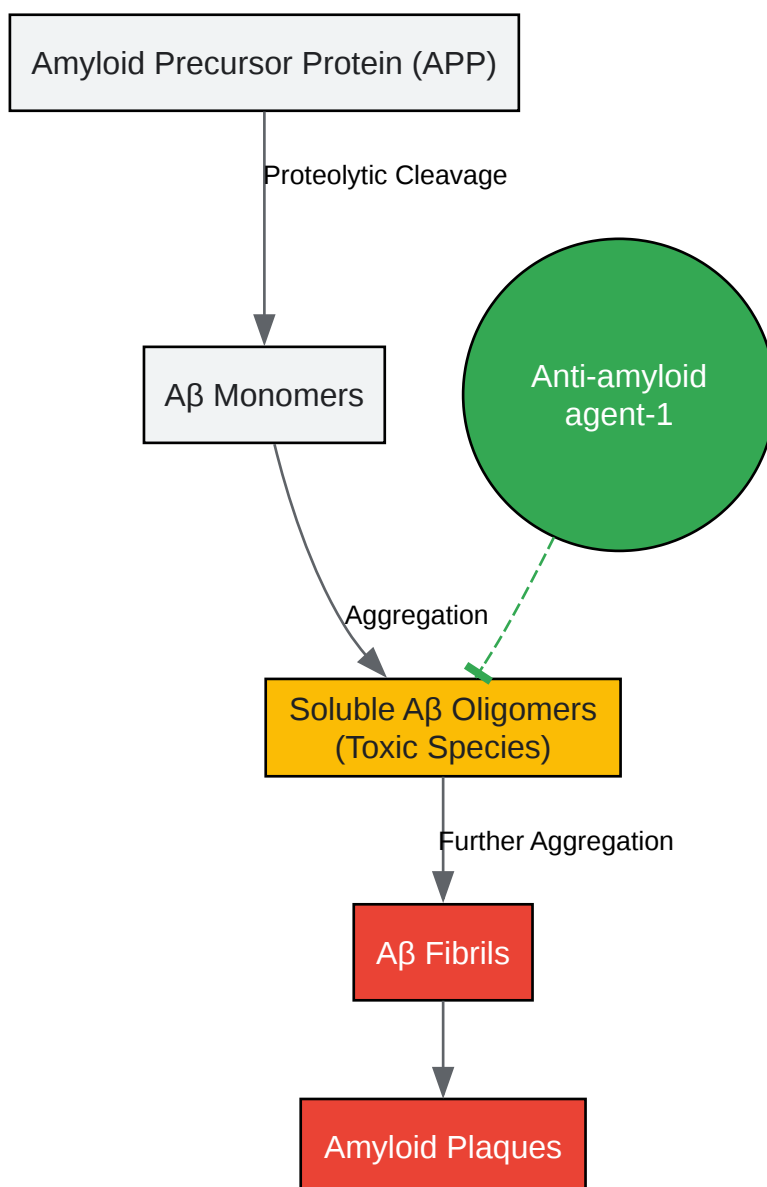 Amyloid Precursor Protein (APP)
Proteolytic Cleavage
Aβ Monomers
Anti-amyloid
agent-1
Aggregation
Soluble Aβ Oligomers
(Toxic Species)
Further Aggregation
Aβ Fibrils
Amyloid Plaques